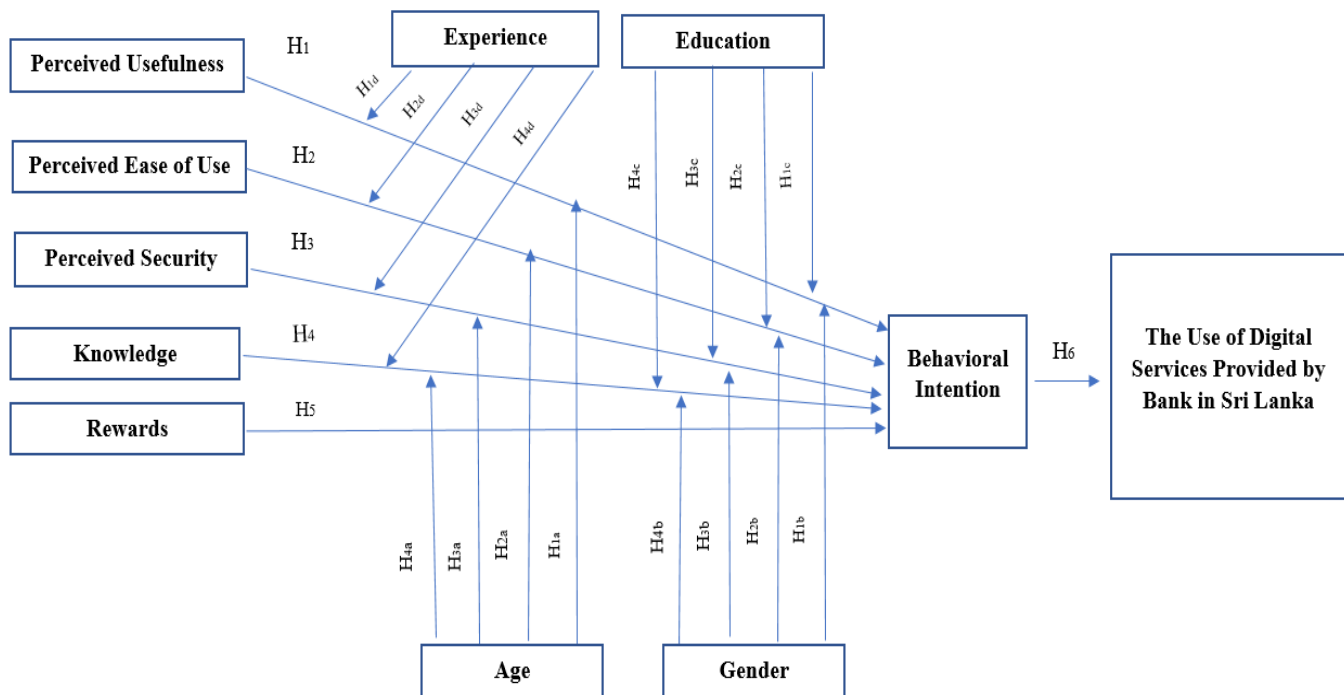 Experience
Education
H1
Perceived Usefulness
H1d
H2d
H3d
H4d
Perceived Ease of Use
H2
H4c
H3c
H2c
H1c
Perceived Security
H3
Knowledge
H4
Rewards
H5
Behavioral
Intention
H6
The Use of Digital
Services Provided by
Bank in Sri Lanka
H4a
H3a
H2a
H1a
H4b
H3b
H2b
H1b
Age
Gender